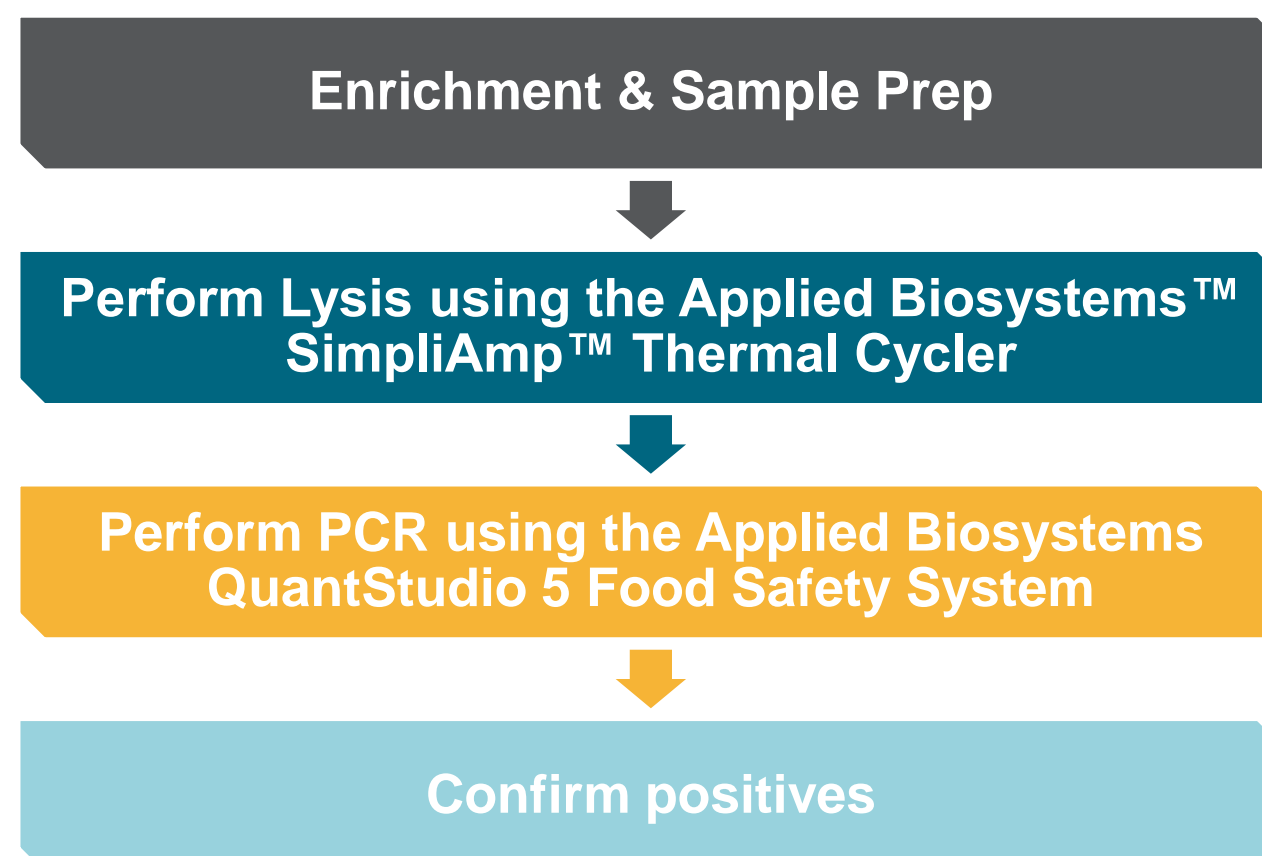 Enrichment & Sample Prep
Perform Lysis using the Applied Biosystems™
SimpliAmp™ Thermal Cycler
Perform PCR using the Applied Biosystems
QuantStudio 5 Food Safety System
Confirm positives